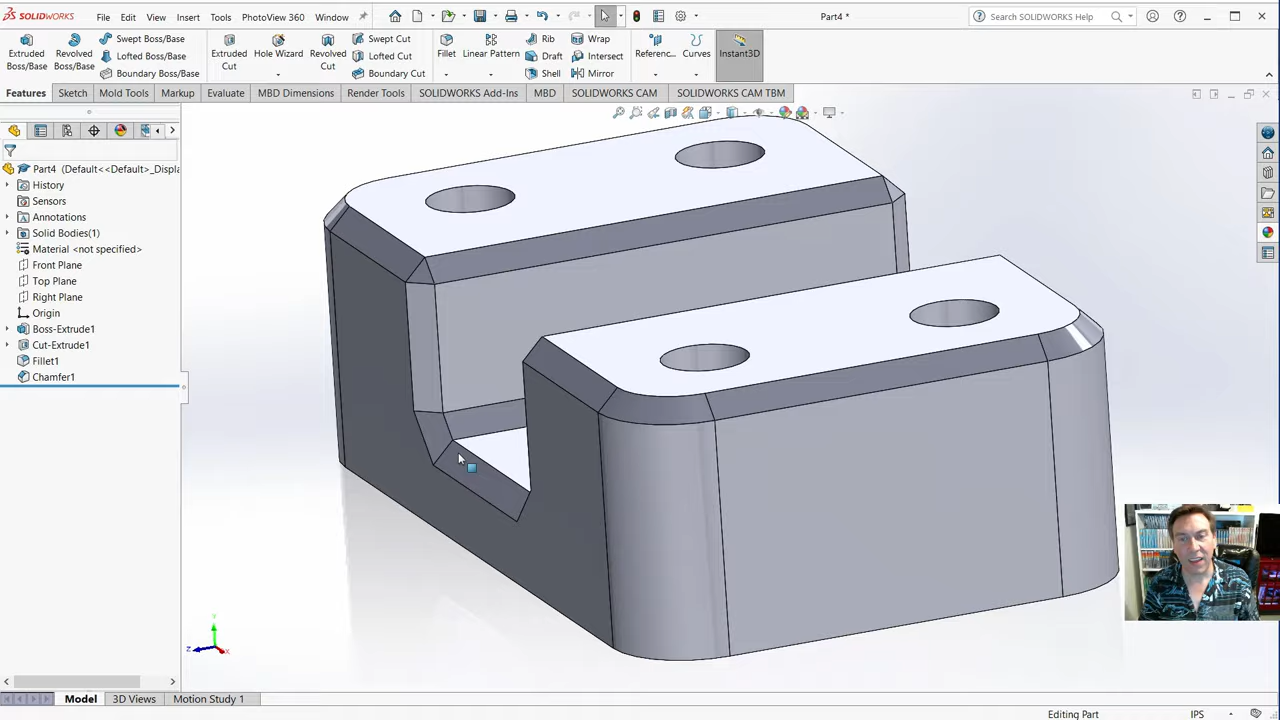 SOLIDWORKS File Edit View Insert Tools PhotoView 360 Window Part4 * Search SOLIDWORKS Help
Extruded Boss/Base
Revolved Boss/Base
Swept Boss/Base
Lofted Boss/Base
Boundary Boss/Base
Extruded Cut
Hole Wizard
Revolved Cut
Swept Cut
Lofted Cut
Boundary Cut
Fillet
Linear Pattern
Rib
Draft
Shell
Wrap
Intersect
Mirror
Referenc...
Curves
Instant3D
Features Sketch Mold Tools Markup Evaluate MBD Dimensions Render Tools SOLIDWORKS Add-Ins MBD SOLIDWORKS CAM SOLIDWORKS CAM TBM
Part4 (Default<<Default>_Displa
History
Sensors
Annotations
Solid Bodies(1)
Material <not specified>
Front Plane
Top Plane
Right Plane
Origin
Boss-Extrude1
Cut-Extrude1
Fillet1
Chamfer1
Y
Z
X
Model 3D Views Motion Study 1
Editing Part IPS